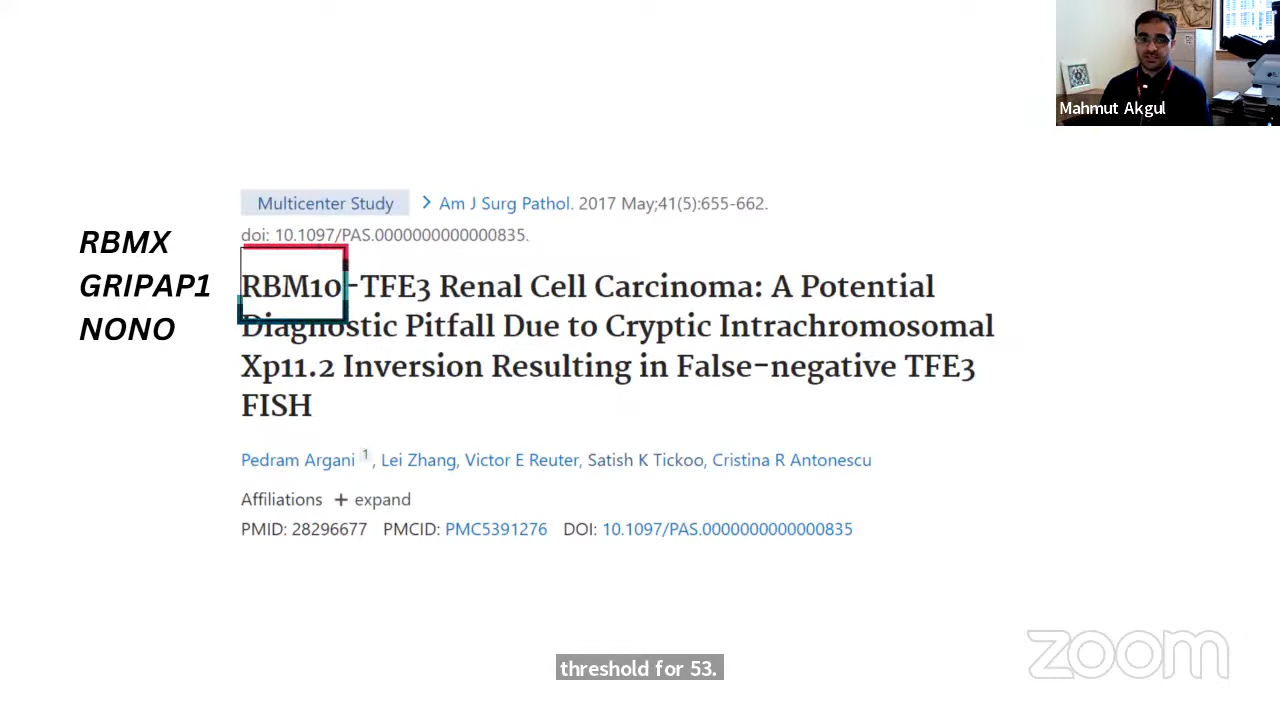 Mahmut Akgul
Multicenter Study > Am J Surg Pathol. 2017 May;41(5):655-662.
doi: 10.1097/PAS.0000000000000835.
RBMX
GRIPAP1
NONO
RBM10-TFE3 Renal Cell Carcinoma: A Potential
Diagnostic Pitfall Due to Cryptic Intrachromosomal
Xp11.2 Inversion Resulting in False-negative TFE3
FISH
Pedram Argani 1, Lei Zhang, Victor E Reuter, Satish K Tickoo, Cristina R Antonescu
Affiliations + expand
PMID: 28296677 PMCID: PMC5391276 DOI: 10.1097/PAS.0000000000000835
zoom
threshold for 53.